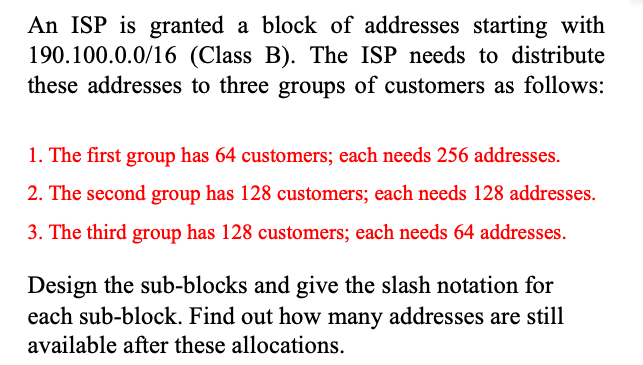 An ISP is granted a block of addresses starting with
190.100.0.0/16 (Class B). The ISP needs to distribute
these addresses to three groups of customers as follows:
1. The first group has 64 customers; each needs 256 addresses.
2. The second group has 128 customers; each needs 128 addresses.
3. The third group has 128 customers; each needs 64 addresses.
Design the sub-blocks and give the slash notation for
each sub-block. Find out how many addresses are still
available after these allocations.